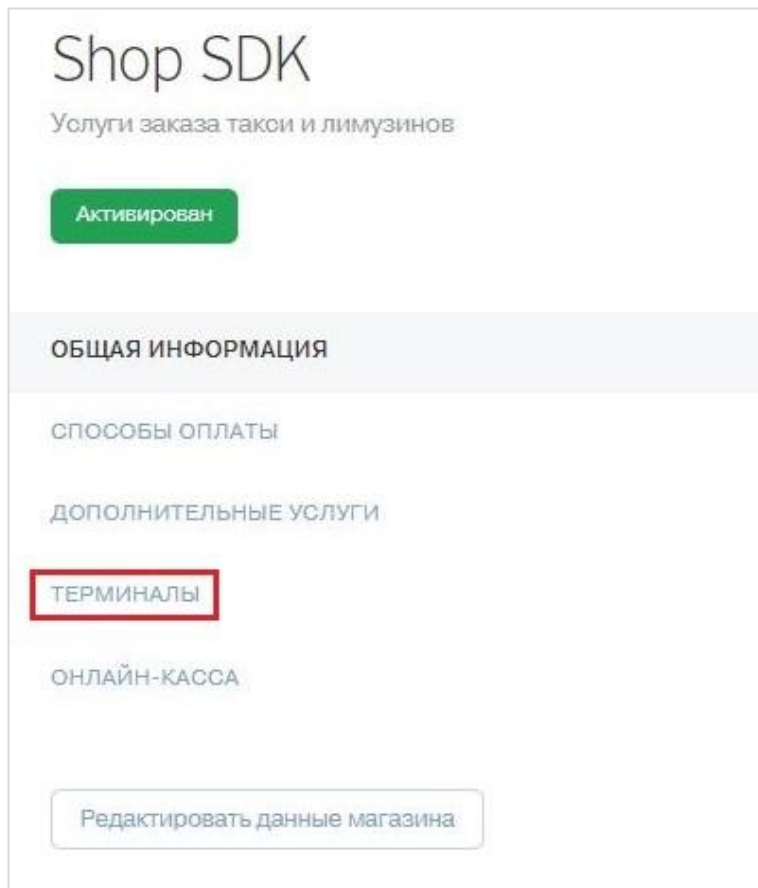 Shop SDK
Услуги заказа такси и лимузинов
Активирован
ОБЩАЯ ИНФОРМАЦИЯ
СПОСОБЫ ОПЛАТЫ
ДОПОЛНИТЕЛЬНЫЕ УСЛУГИ
ТЕРМИНАЛЫ
ОНЛАЙН-КАССА
Редактировать данные магазина